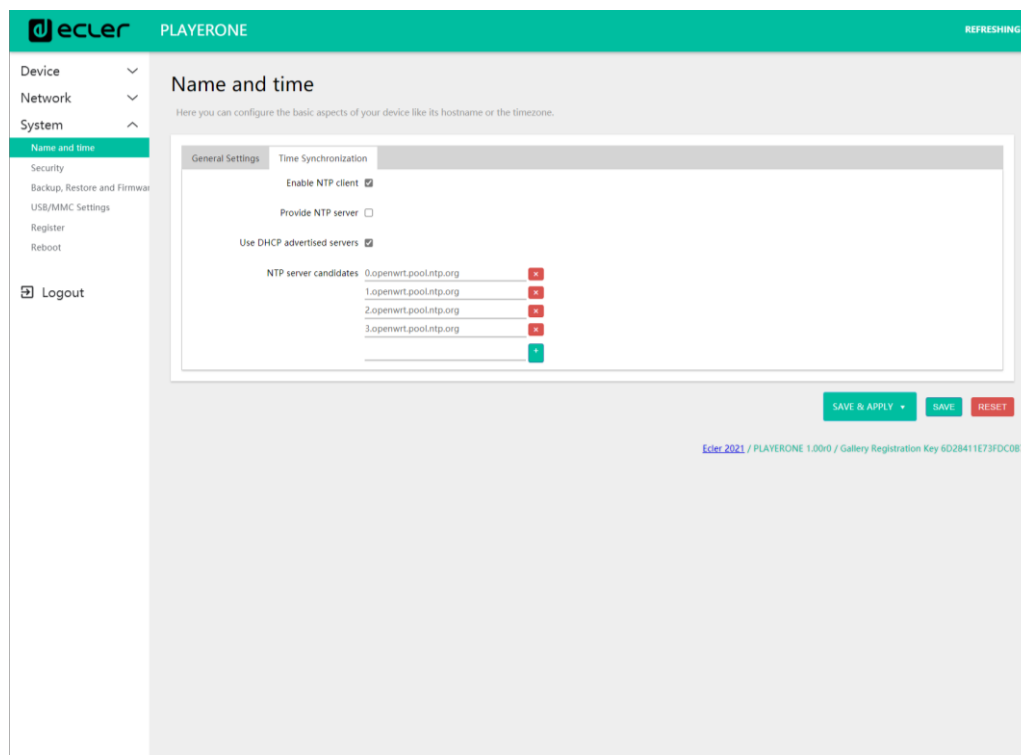 ecler PLAYERONE REFRESHING
Device
Network
System
Name and time
Security
Backup, Restore and Firmwar
USB/MMC Settings
Register
Reboot
Logout
Name and time
Here you can configure the basic aspects of your device like its hostname or the timezone.
General Settings Time Synchronization
Enable NTP client
Provide NTP server
Use DHCP advertised servers
NTP server candidates 0.openwrt.pool.ntp.org ×
1.openwrt.pool.ntp.org ×
2.openwrt.pool.ntp.org ×
3.openwrt.pool.ntp.org ×
+
SAVE & APPLY SAVE RESET
Ecler 2021 / PLAYERONE 1.00r0 / Gallery Registration Key 6D28411E73FDC08